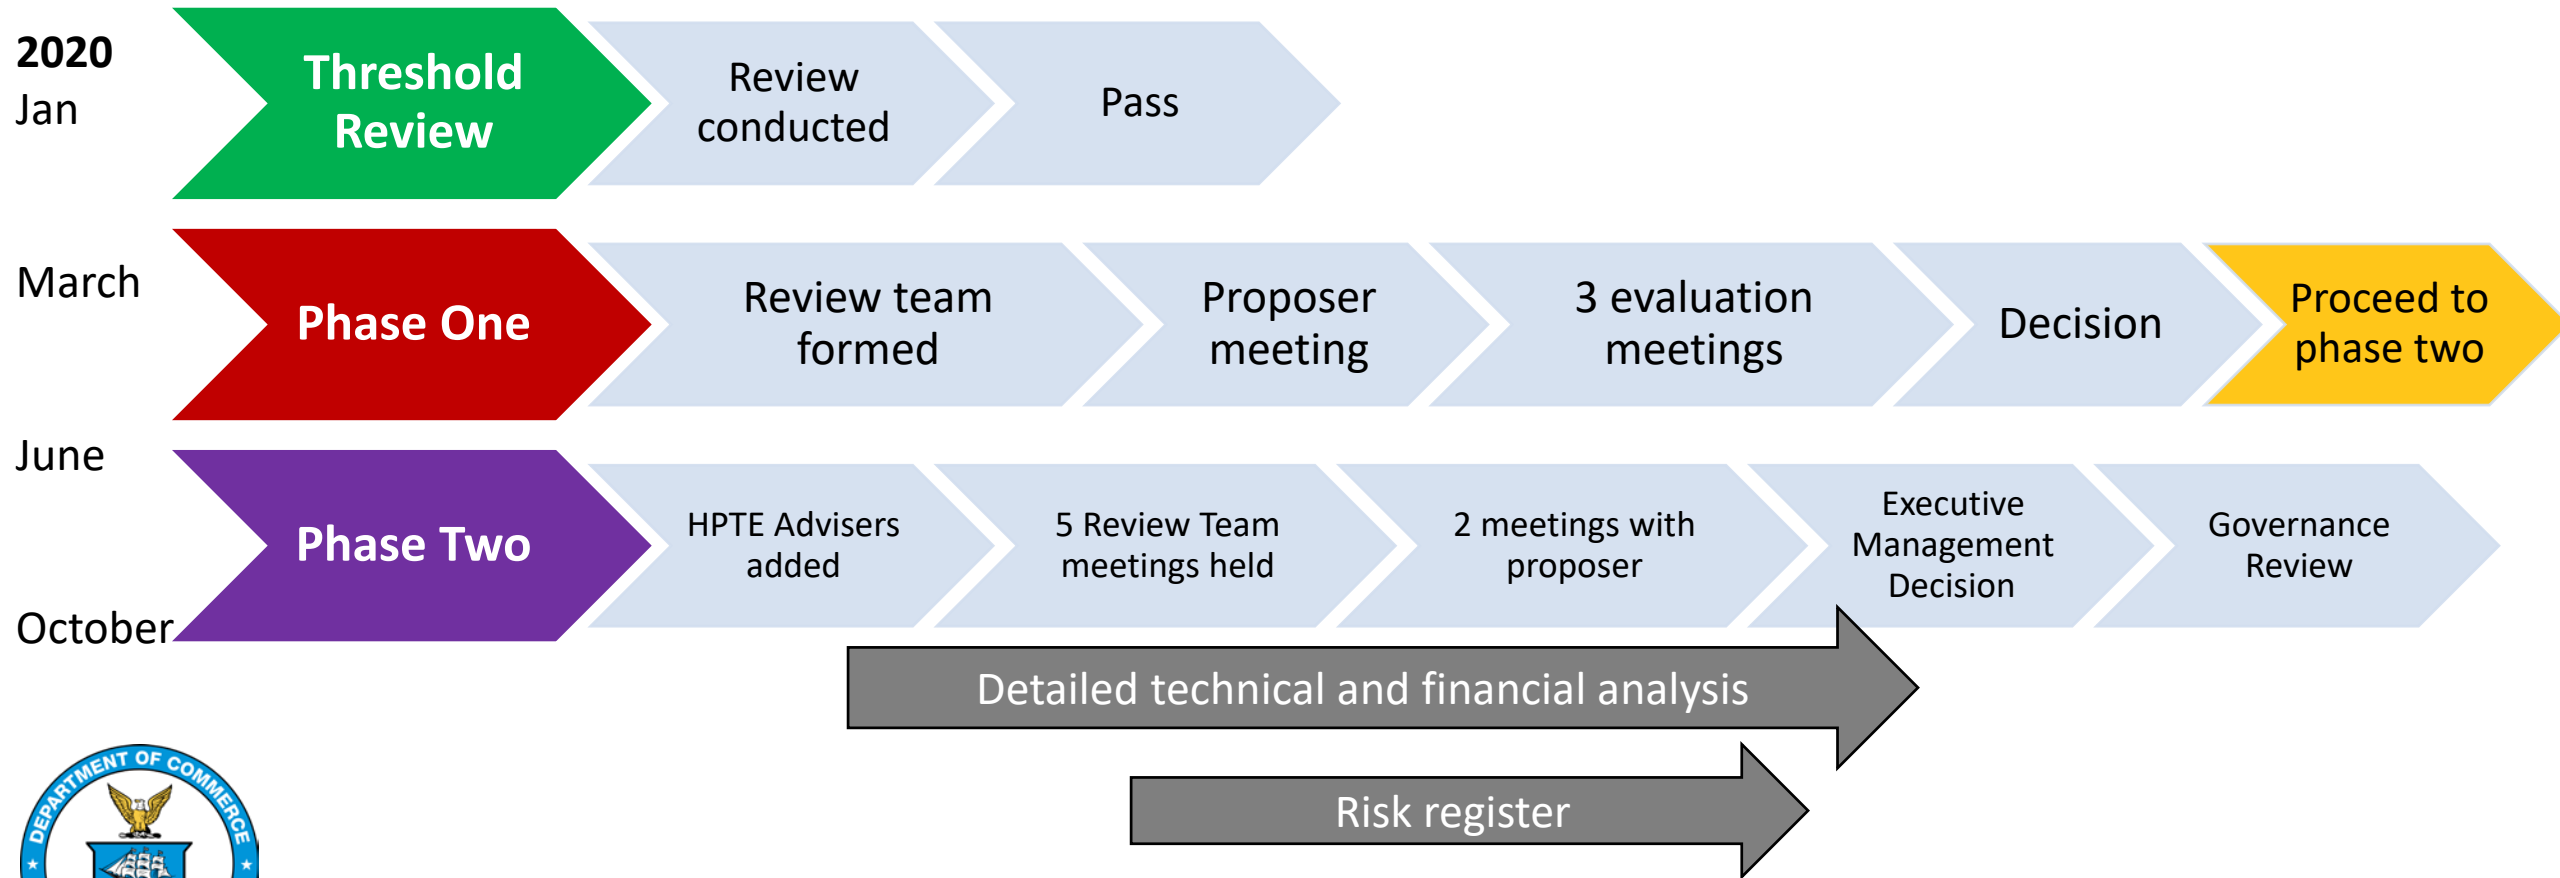 2020
Jan
Threshold
Review
Review
conducted
Pass
March
Phase One
Review team
formed
Proposer
meeting
3 evaluation
meetings
Decision
Proceed to
phase two
June
Phase Two
HPTE Advisers
added
5 Review Team
meetings held
2 meetings with
proposer
Executive
Management
Decision
Governance
Review
October
Detailed technical and financial analysis
Risk register
DEPARTMENT OF COMMERCE